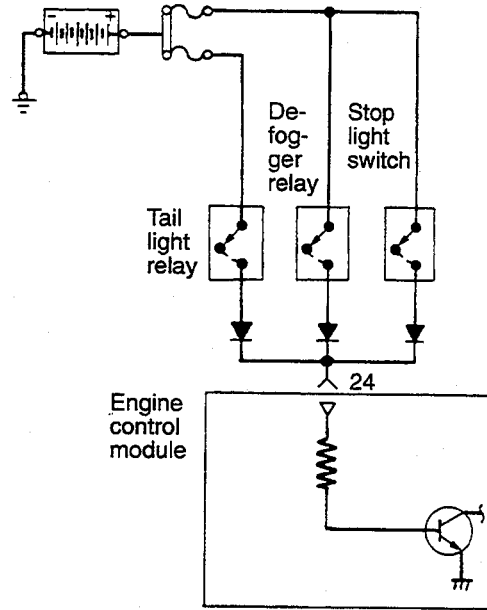 - +
De-
fog-
ger
relay
Stop
light
switch
Tail
light
relay
24
Engine
control
module